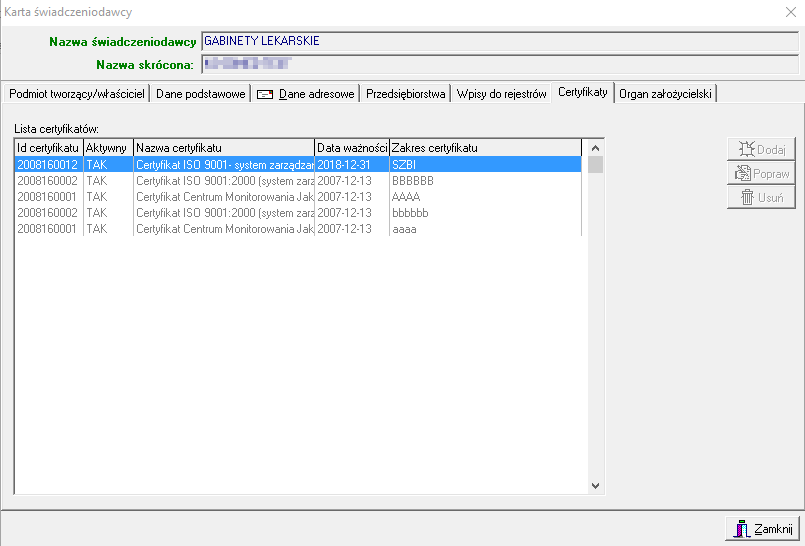 Karta świadczeniodawcy
Nazwa świadczeniodawcy GABINETY LEKARSKIE
Nazwa skrócona:
Podmiot tworzący/właściciel Dane podstawowe Dane adresowe Przedsiębiorstwa Wpisy do rejestrów Certyfikaty Organ założycielski
Lista certyfikatów:
Id certyfikatu Aktywny Nazwa certyfikatu Data ważności Zakres certyfikatu
2008160012 TAK Certyfikat ISO 9001- system zarządzar 2018-12-31 SZBI
2008160002 TAK Certyfikat ISO 9001:2000 (system zarz 2007-12-13 BBBBBB
2008160001 TAK Certyfikat Centrum Monitorowania Jak 2007-12-13 AAAA
2008160002 TAK Certyfikat ISO 9001:2000 (system zarz 2007-12-13 bbbbbb
2008160001 TAK Certyfikat Centrum Monitorowania Jak 2007-12-13 aaaa
Dodaj
Popraw
Usuń
Zamknij